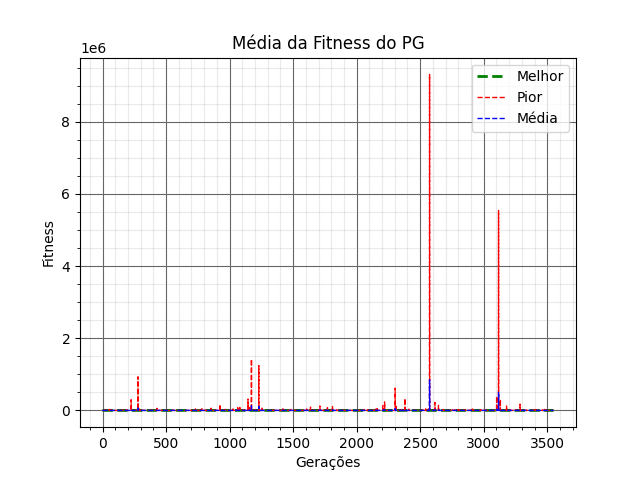 Média da Fitness do PG
1e6
Melhor
Pior
Média
8
6
4
2
0
Fitness
0 500 1000 1500 2000 2500 3000 3500
Gerações